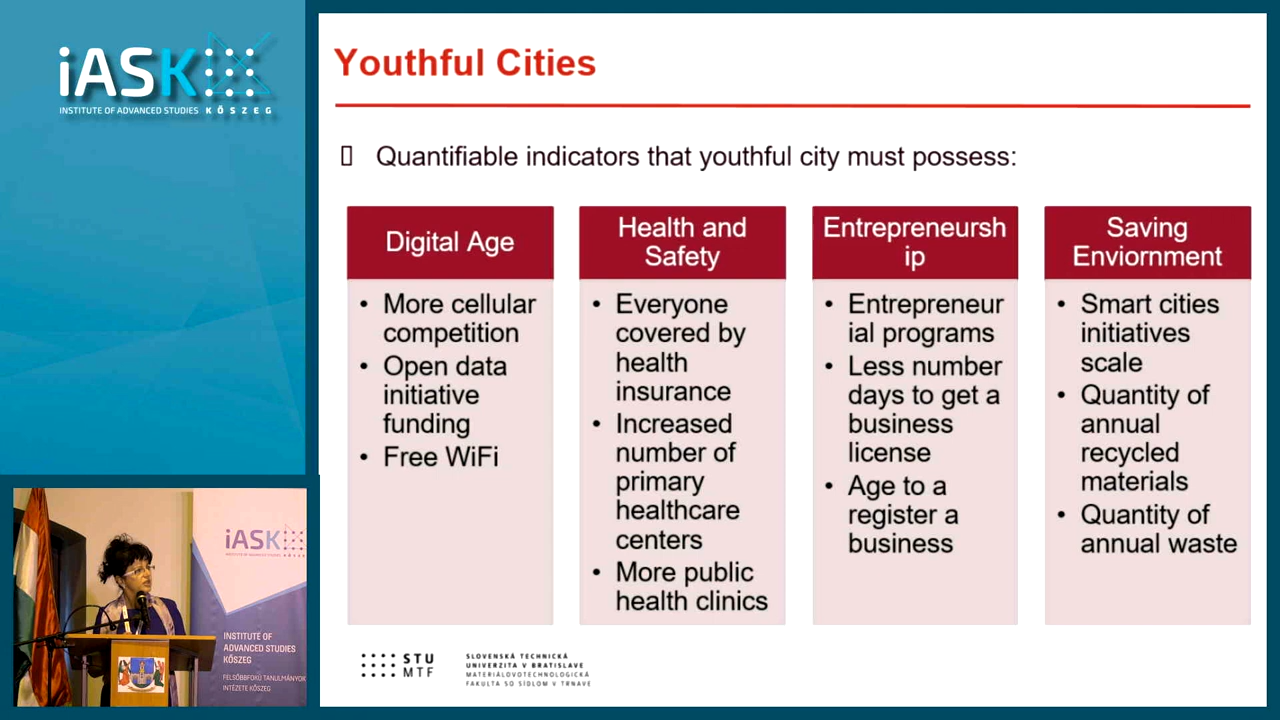 iASK
INSTITUTE OF ADVANCED STUDIES KŐSZEG
Youthful Cities
Quantifiable indicators that youthful city must possess:
Digital Age
• More cellular
competition
• Open data
initiative
funding
• Free WiFi
Health and
Safety
• Everyone
covered by
health
insurance
• Increased
number of
primary
healthcare
centers
• More public
health clinics
Entrepreneursh
ip
• Entrepreneur
ial programs
• Less number
days to get a
business
license
• Age to a
register a
business
Saving
Enviornment
• Smart cities
initiatives
scale
• Quantity of
annual
recycled
materials
• Quantity of
annual waste
STU
MTF
SLOVENSKÁ TECHNICKÁ
UNIVERZITA V BRATISLAVE
MATERIÁLOVOTECHNOLOGICKÁ
FAKULTA SO SÍDLOM V TRNAVE
iASK
INSTITUTE OF
ADVANCED STUDIES
KŐSZEG
FELSŐBBFOKÚ TANULMÁNYOK
INTÉZETE KŐSZEG